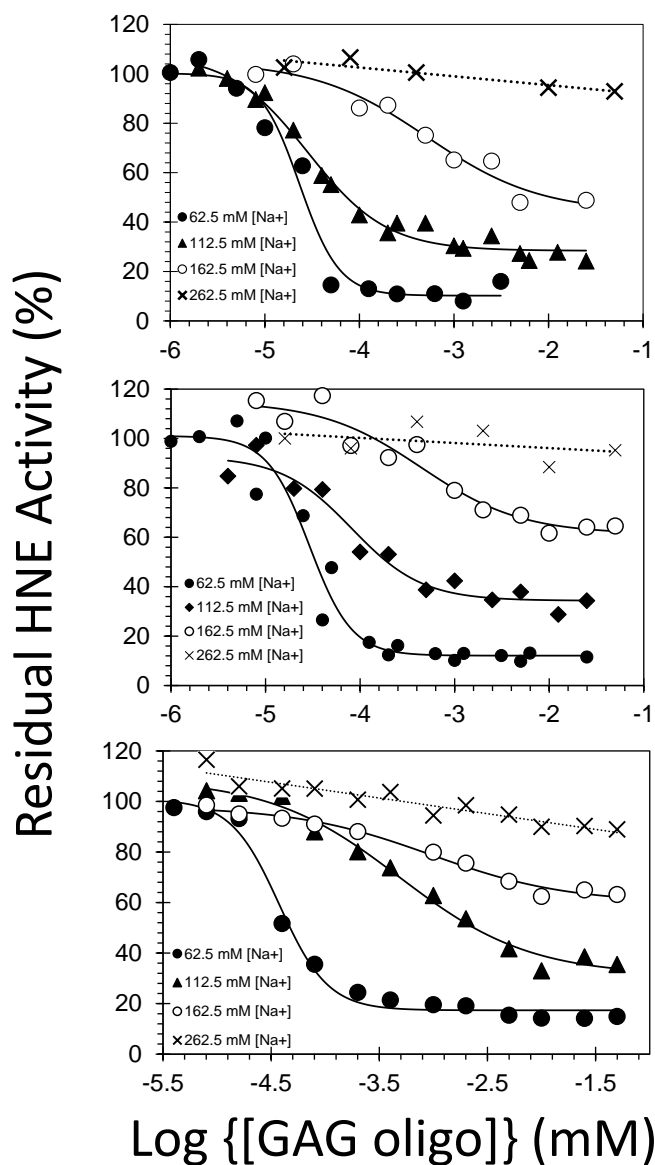 Residual HNE Activity (%)
120
100
80
60
40
20
0
62.5 mM [Na+]
112.5 mM [Na+]
162.5 mM [Na+]
262.5 mM [Na+]
-6 -5 -4 -3 -2 -1
120
100
80
60
40
20
0
62.5 mM [Na+]
112.5 mM [Na+]
162.5 mM [Na+]
262.5 mM [Na+]
-6 -5 -4 -3 -2 -1
120
100
80
60
40
20
0
62.5 mM [Na+]
112.5 mM [Na+]
162.5 mM [Na+]
262.5 mM [Na+]
-5.5 -4.5 -3.5 -2.5 -1.5
Log {[GAG oligo]} (mM)